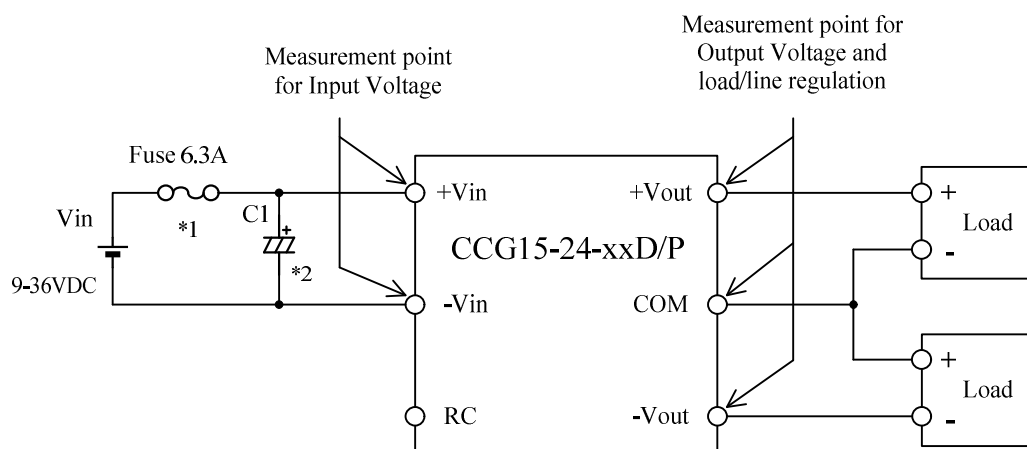 Measurement point
for Input Voltage
Measurement point for
Output Voltage and
load/line regulation
Fuse 6.3A
*1
Vin
9-36VDC
C1
+
*2
+Vin
-Vin
RC
CCG15-24-xxD/P
+Vout
COM
-Vout
+
Load
-
+
Load
-